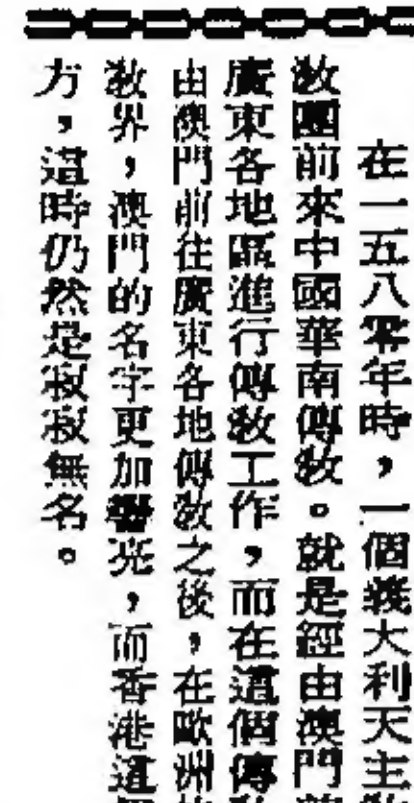 在一五八零年時，一個義大利天主教
教團前來中國華南傳教。就是經由澳門
廣東各地區進行傳教工作，而在這個傳
由澳門前往廣東各地傳教之後，在歐洲
教界，澳門的名字更加響亮，而香港這
方，這時仍然是寂寂無名。